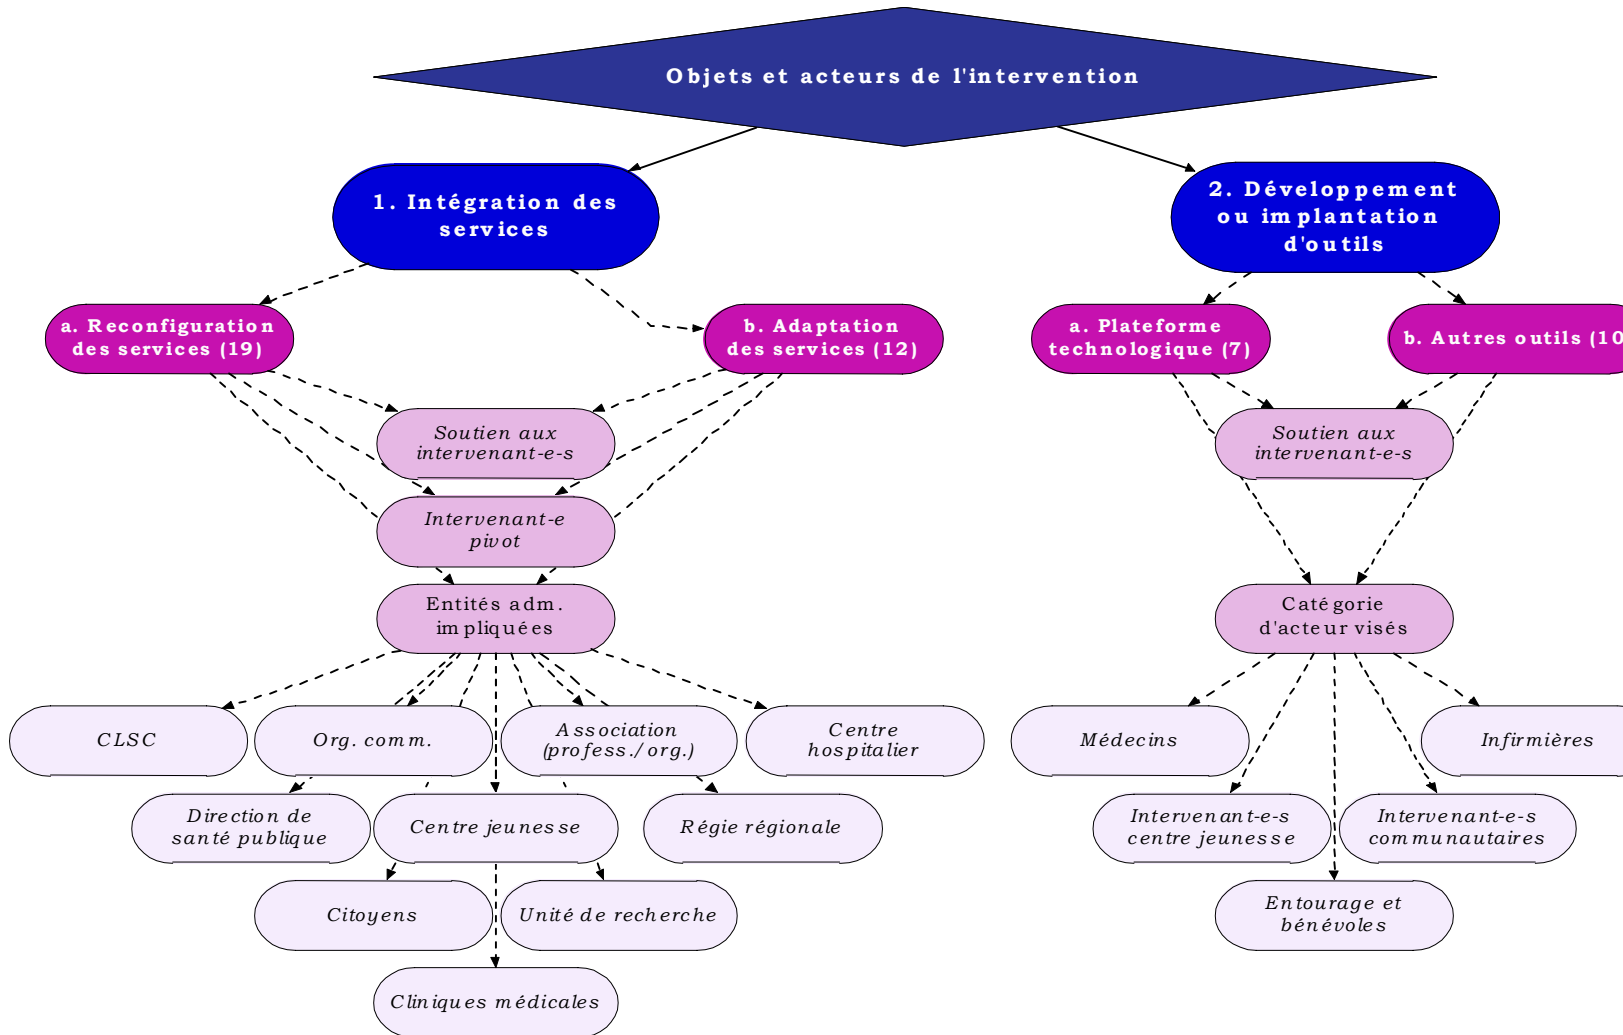 Objets et acteurs de l'intervention
1. Intégration des
services
2. Développement
ou implantation
d'outils
a. Reconfiguration
des services (19)
b. Adaptation
des services (12)
a. Plateforme
technologique (7)
b. Autres outils (10
Soutien aux
intervenant-e-s
Soutien aux
intervenant-e-s
Intervenant-e
pivot
Entités adm.
impliquées
Catégorie
d'acteur visés
CLSC
Org. comm.
Association
(profess./org.)
Centre
hospitalier
Médecins
Infirmières
Direction de
santé publique
Centre jeunesse
Régie régionale
Intervenant-e-s
centre jeunesse
Intervenant-e-s
communautaires
Citoyens
Unité de recherche
Entourage et
bénévoles
Cliniques médicales